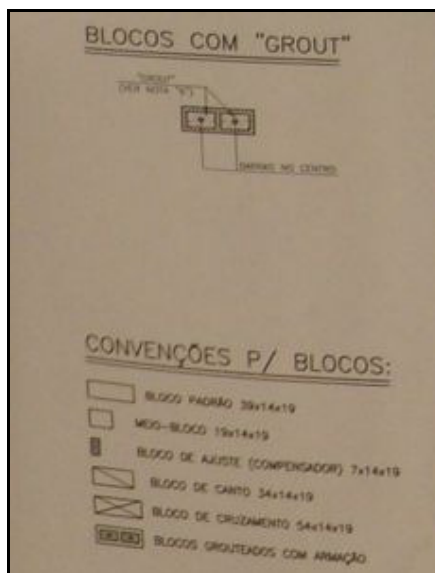 BLOCOS COM "GROUT"
"GROUT"
(VER NOTA "6")
BARRAS NO CENTRO
CONVENÇÕES P/ BLOCOS:
BLOCO PADRÃO 39x14x19
MEIO-BLOCO 19x14x19
BLOCO DE AJUSTE (COMPENSADOR) 7x14x19
BLOCO DE CANTO 34x14x19
BLOCO DE CRUZAMENTO 54x14x19
BLOCOS GROUTEADOS COM ARMAÇÃO